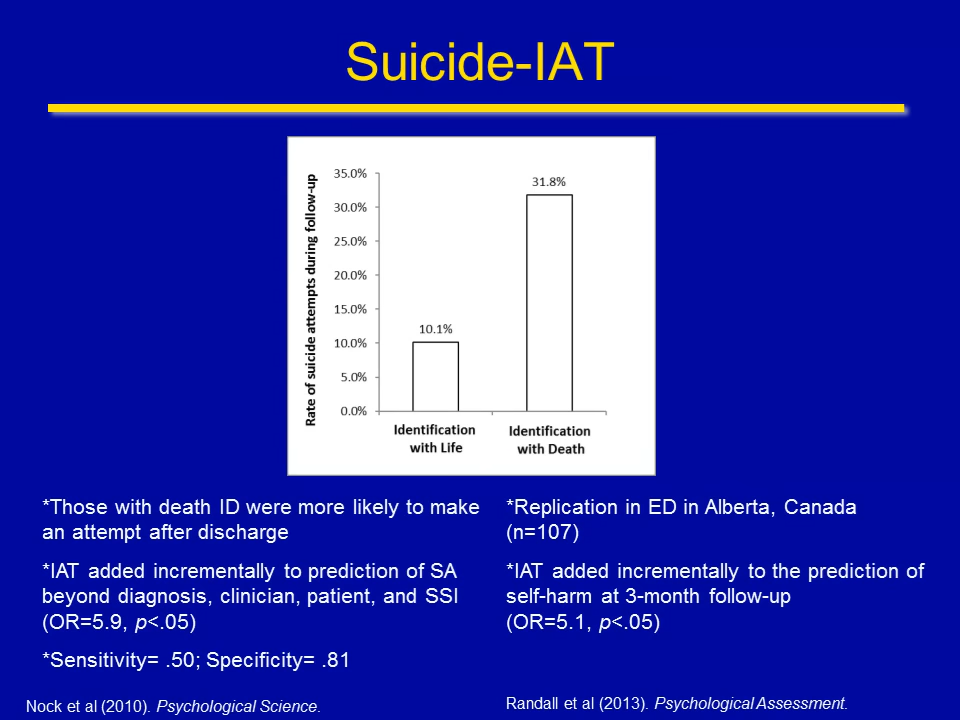 Suicide-IAT
Rate of suicide attempts during follow-up
35.0%
30.0%
25.0%
20.0%
15.0%
10.0%
5.0%
0.0%
10.1%
31.8%
Identification
with Life
Identification
with Death
*Those with death ID were more likely to make
an attempt after discharge
*IAT added incrementally to prediction of SA
beyond diagnosis, clinician, patient, and SSI
(OR=5.9, p<.05)
*Sensitivity= .50; Specificity= .81
Nock et al (2010). Psychological Science.
*Replication in ED in Alberta, Canada
(n=107)
*IAT added incrementally to the prediction of
self-harm at 3-month follow-up
(OR=5.1, p<.05)
Randall et al (2013). Psychological Assessment.